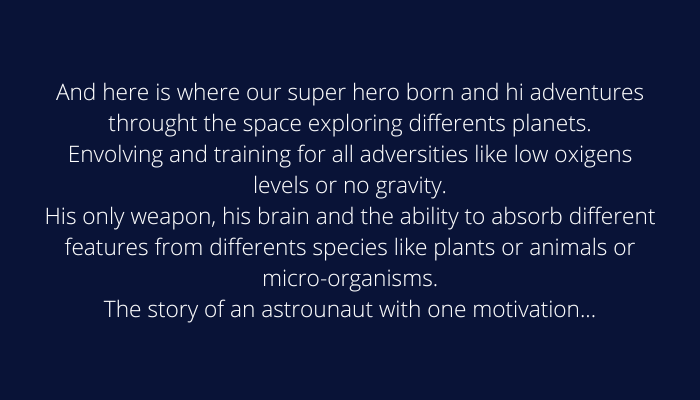 And here is where our super hero born and hi adventures
throught the space exploring differents planets.
Envolving and training for all adversities like low oxigens
levels or no gravity.
His only weapon, his brain and the ability to absorb different
features from differents species like plants or animals or
micro-organisms.
The story of an astrounaut with one motivation...